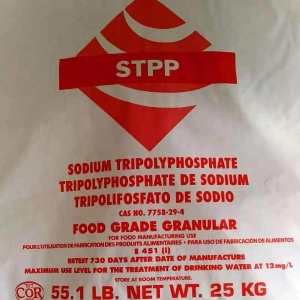 STPP
SODIUM TRIPOLYPHOSPHATE
TRIPOLYPHOSPHATE DE SODIUM
TRIPOLIFOSFATO DE SODIO
CAS NO. 7758-29-4
FOOD GRADE GRANULAR
FOR FOOD MANUFACTURING USE
POUR L'UTILISATION DE FABRICATION DES PRODUITS ALIMENTAIRES • PARA USO DE FABRICACIÓN DE ALIMENTOS
E 451 (i)
RETEST 730 DAYS AFTER DATE OF MANUFACTURE
MAXIMUM USE LEVEL FOR THE TREATMENT OF DRINKING WATER AT 12mg/L
STORE AT ROOM TEMPERATURE.
COR 55.1 LB. NET WT. 25 KG